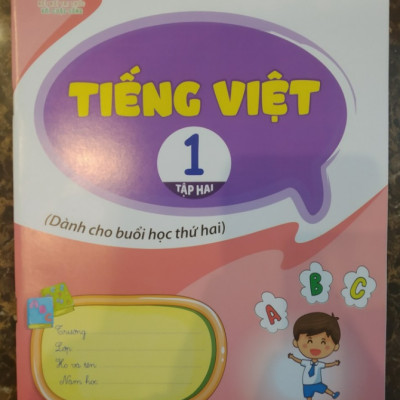 TIẾNG VIỆT
1
TẬP HAI
(Dành cho buổi học thứ hai)
A B C
Trường
Lớp
Họ và tên
Năm học